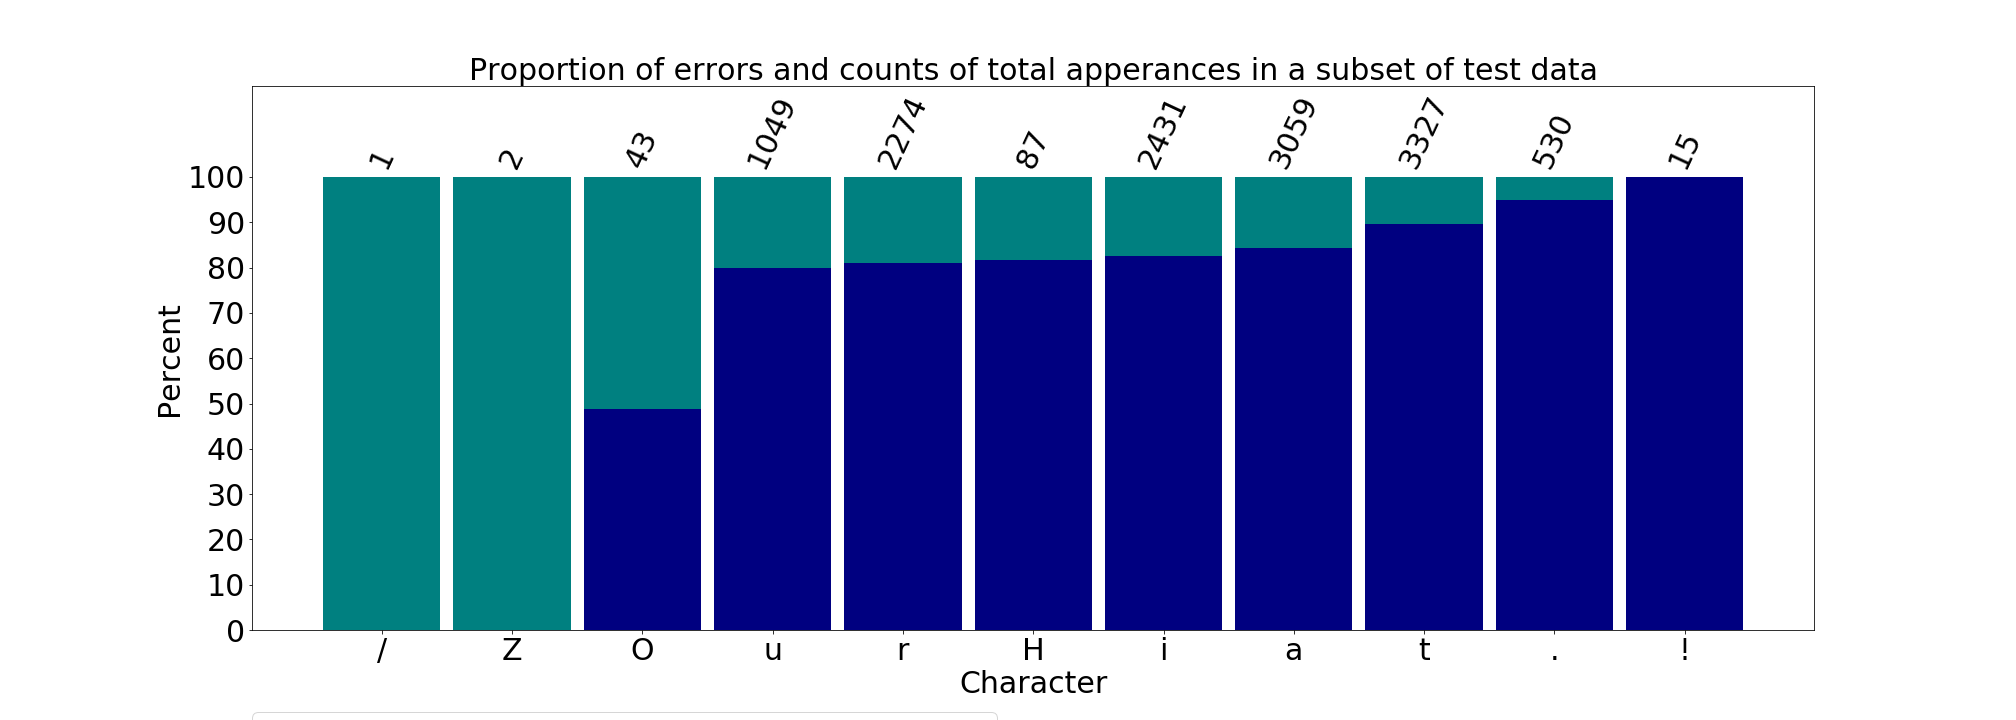 Proportion of errors and counts of total apperances in a subset of test data
1 2 43 1049 2274 87 2431 3059 3327 530 15
100
90
80
70
60
50
40
30
20
10
0
Percent
/ Z O u r H i a t . !
Character